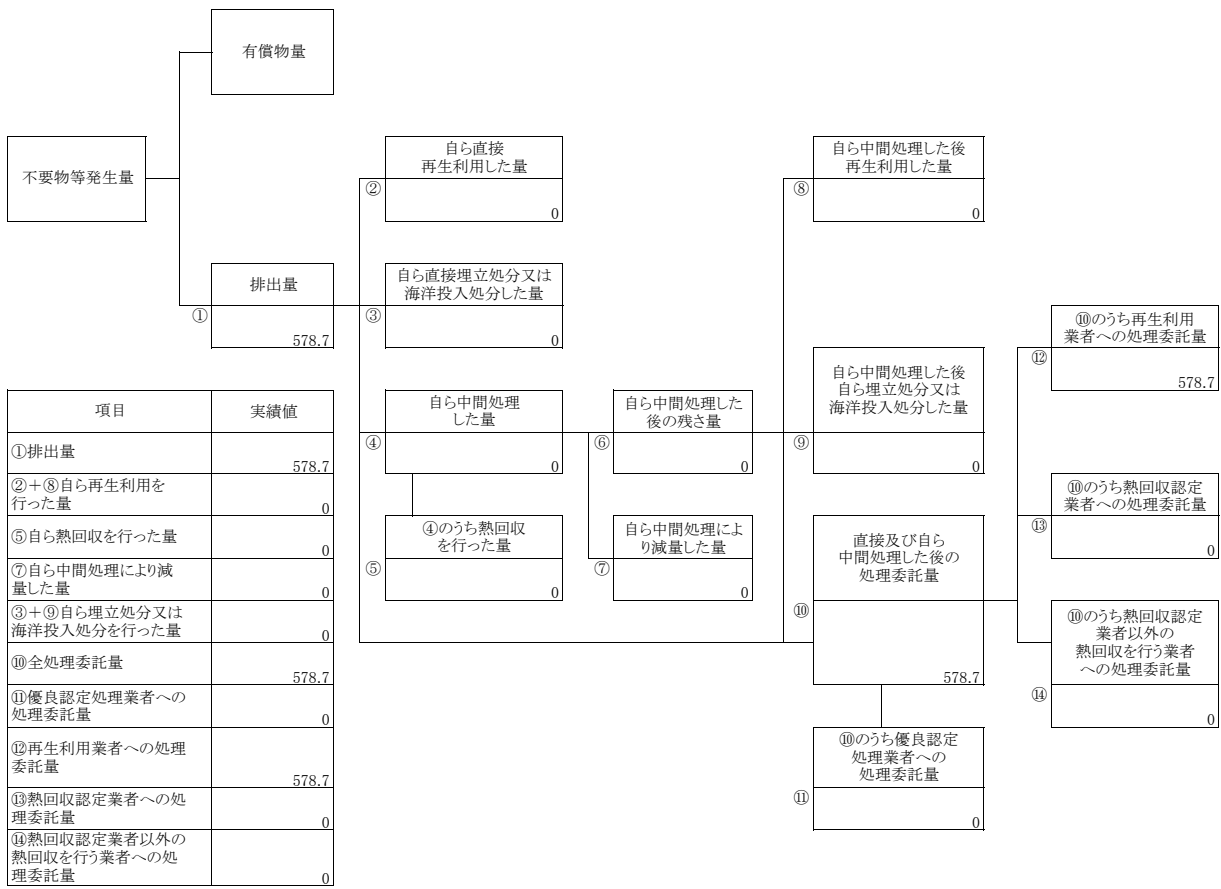 有償物量
不要物等発生量
自ら直接
再生利用した量
②
0
自ら中間処理した後
再生利用した量
⑧
0
排出量
①
578.7
自ら直接埋立処分又は
海洋投入処分した量
③
0
⑩のうち再生利用
業者への処理委託量
⑫
578.7
自ら中間処理
した量
④
0
自ら中間処理した
後の残さ量
⑥
0
自ら中間処理した後
自ら埋立処分又は
海洋投入処分した量
⑨
0
⑩のうち熱回収認定
業者への処理委託量
⑬
0
④のうち熱回収
を行った量
⑤
0
自ら中間処理によ
り減量した量
⑦
0
直接及び自ら
中間処理した後の
処理委託量
⑩
578.7
⑩のうち熱回収認定
業者以外の
熱回収を行う業者
への処理委託量
⑭
0
⑩のうち優良認定
処理業者への
処理委託量
⑪
0
項目 実績値
①排出量
578.7
②＋⑧自ら再生利用を
行った量
0
⑤自ら熱回収を行った量
0
⑦自ら中間処理により減
量した量
0
③＋⑨自ら埋立処分又は
海洋投入処分を行った量
0
⑩全処理委託量
578.7
⑪優良認定処理業者への
処理委託量
0
⑫再生利用業者への処理
委託量
578.7
⑬熱回収認定業者への処
理委託量
0
⑭熱回収認定業者以外の
熱回収を行う業者への処
理委託量
0